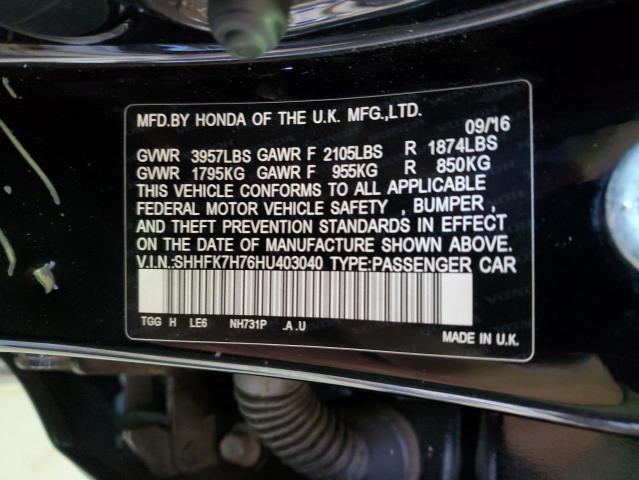 MFD.BY HONDA OF THE U.K. MFG.,LTD.
09/16
GVWR 3957LBS GAWR F 2105LBS R 1874LBS
GVWR 1795KG GAWR F 955KG R 850KG
THIS VEHICLE CONFORMS TO ALL APPLICABLE
FEDERAL MOTOR VEHICLE SAFETY , BUMPER ,
AND THEFT PREVENTION STANDARDS IN EFFECT
ON THE DATE OF MANUFACTURE SHOWN ABOVE.
V.I.N.:SHHFK7H76HU403040 TYPE:PASSENGER CAR
TGG H LE6 NH731P .A .U
MADE IN U.K.